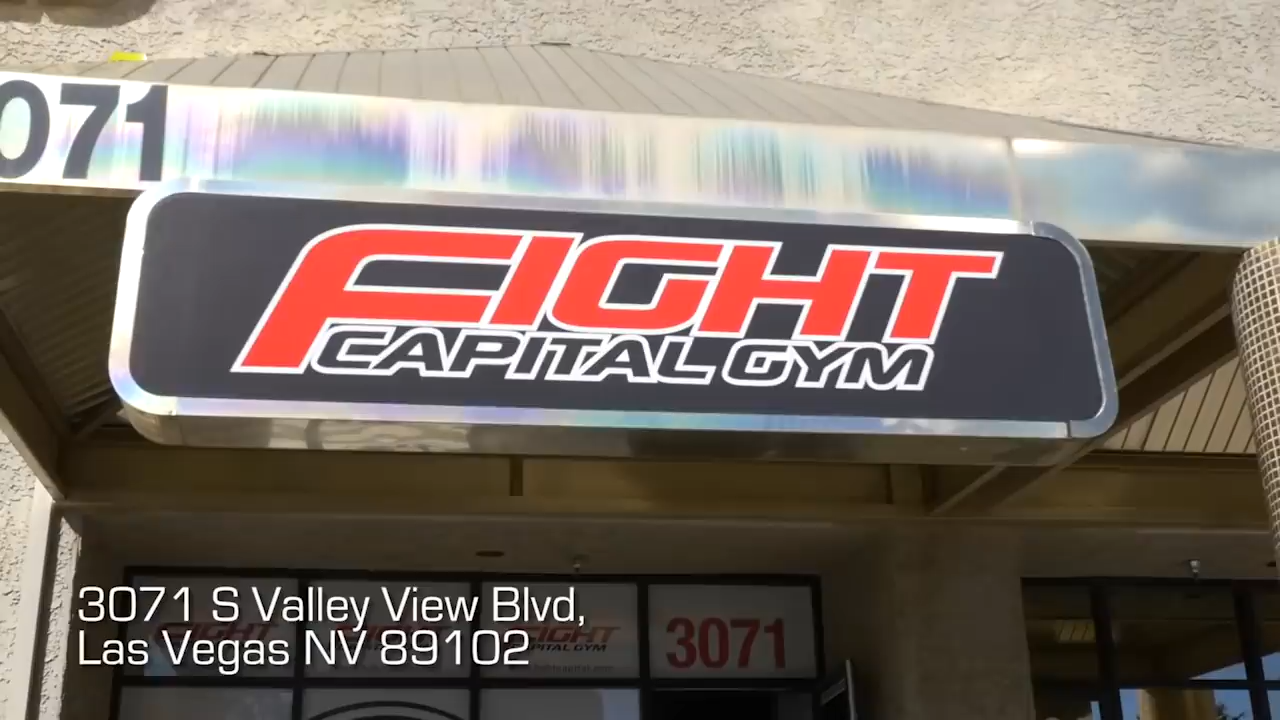 071
FIGHT
CAPITAL GYM
3071
3071 S Valley View Blvd,
Las Vegas NV 89102